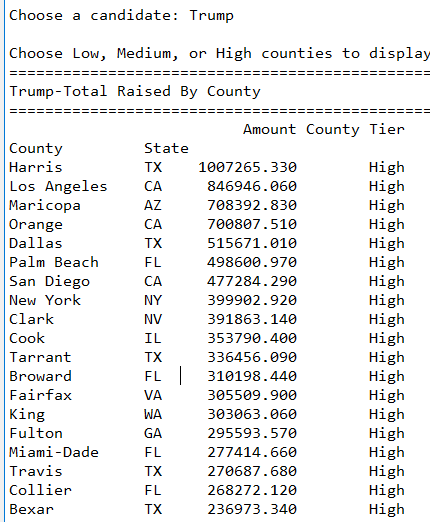 Choose a candidate: Trump
Choose Low, Medium, or High counties to display
================================================
Trump-Total Raised By County
================================================
Amount County Tier
County State
Harris TX 1007265.330 High
Los Angeles CA 846946.060 High
Maricopa AZ 708392.830 High
Orange CA 700807.510 High
Dallas TX 515671.010 High
Palm Beach FL 498600.970 High
San Diego CA 477284.290 High
New York NY 399902.920 High
Clark NV 391863.140 High
Cook IL 353790.400 High
Tarrant TX 336456.090 High
Broward FL 310198.440 High
Fairfax VA 305509.900 High
King WA 303063.060 High
Fulton GA 295593.570 High
Miami-Dade FL 277414.660 High
Travis TX 270687.680 High
Collier FL 268272.120 High
Bexar TX 236973.340 High